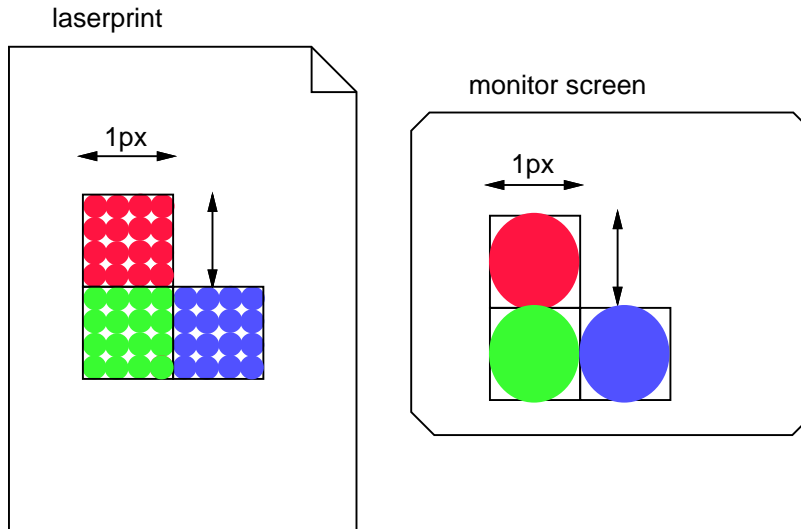 laserprint
monitor screen
1px
1px